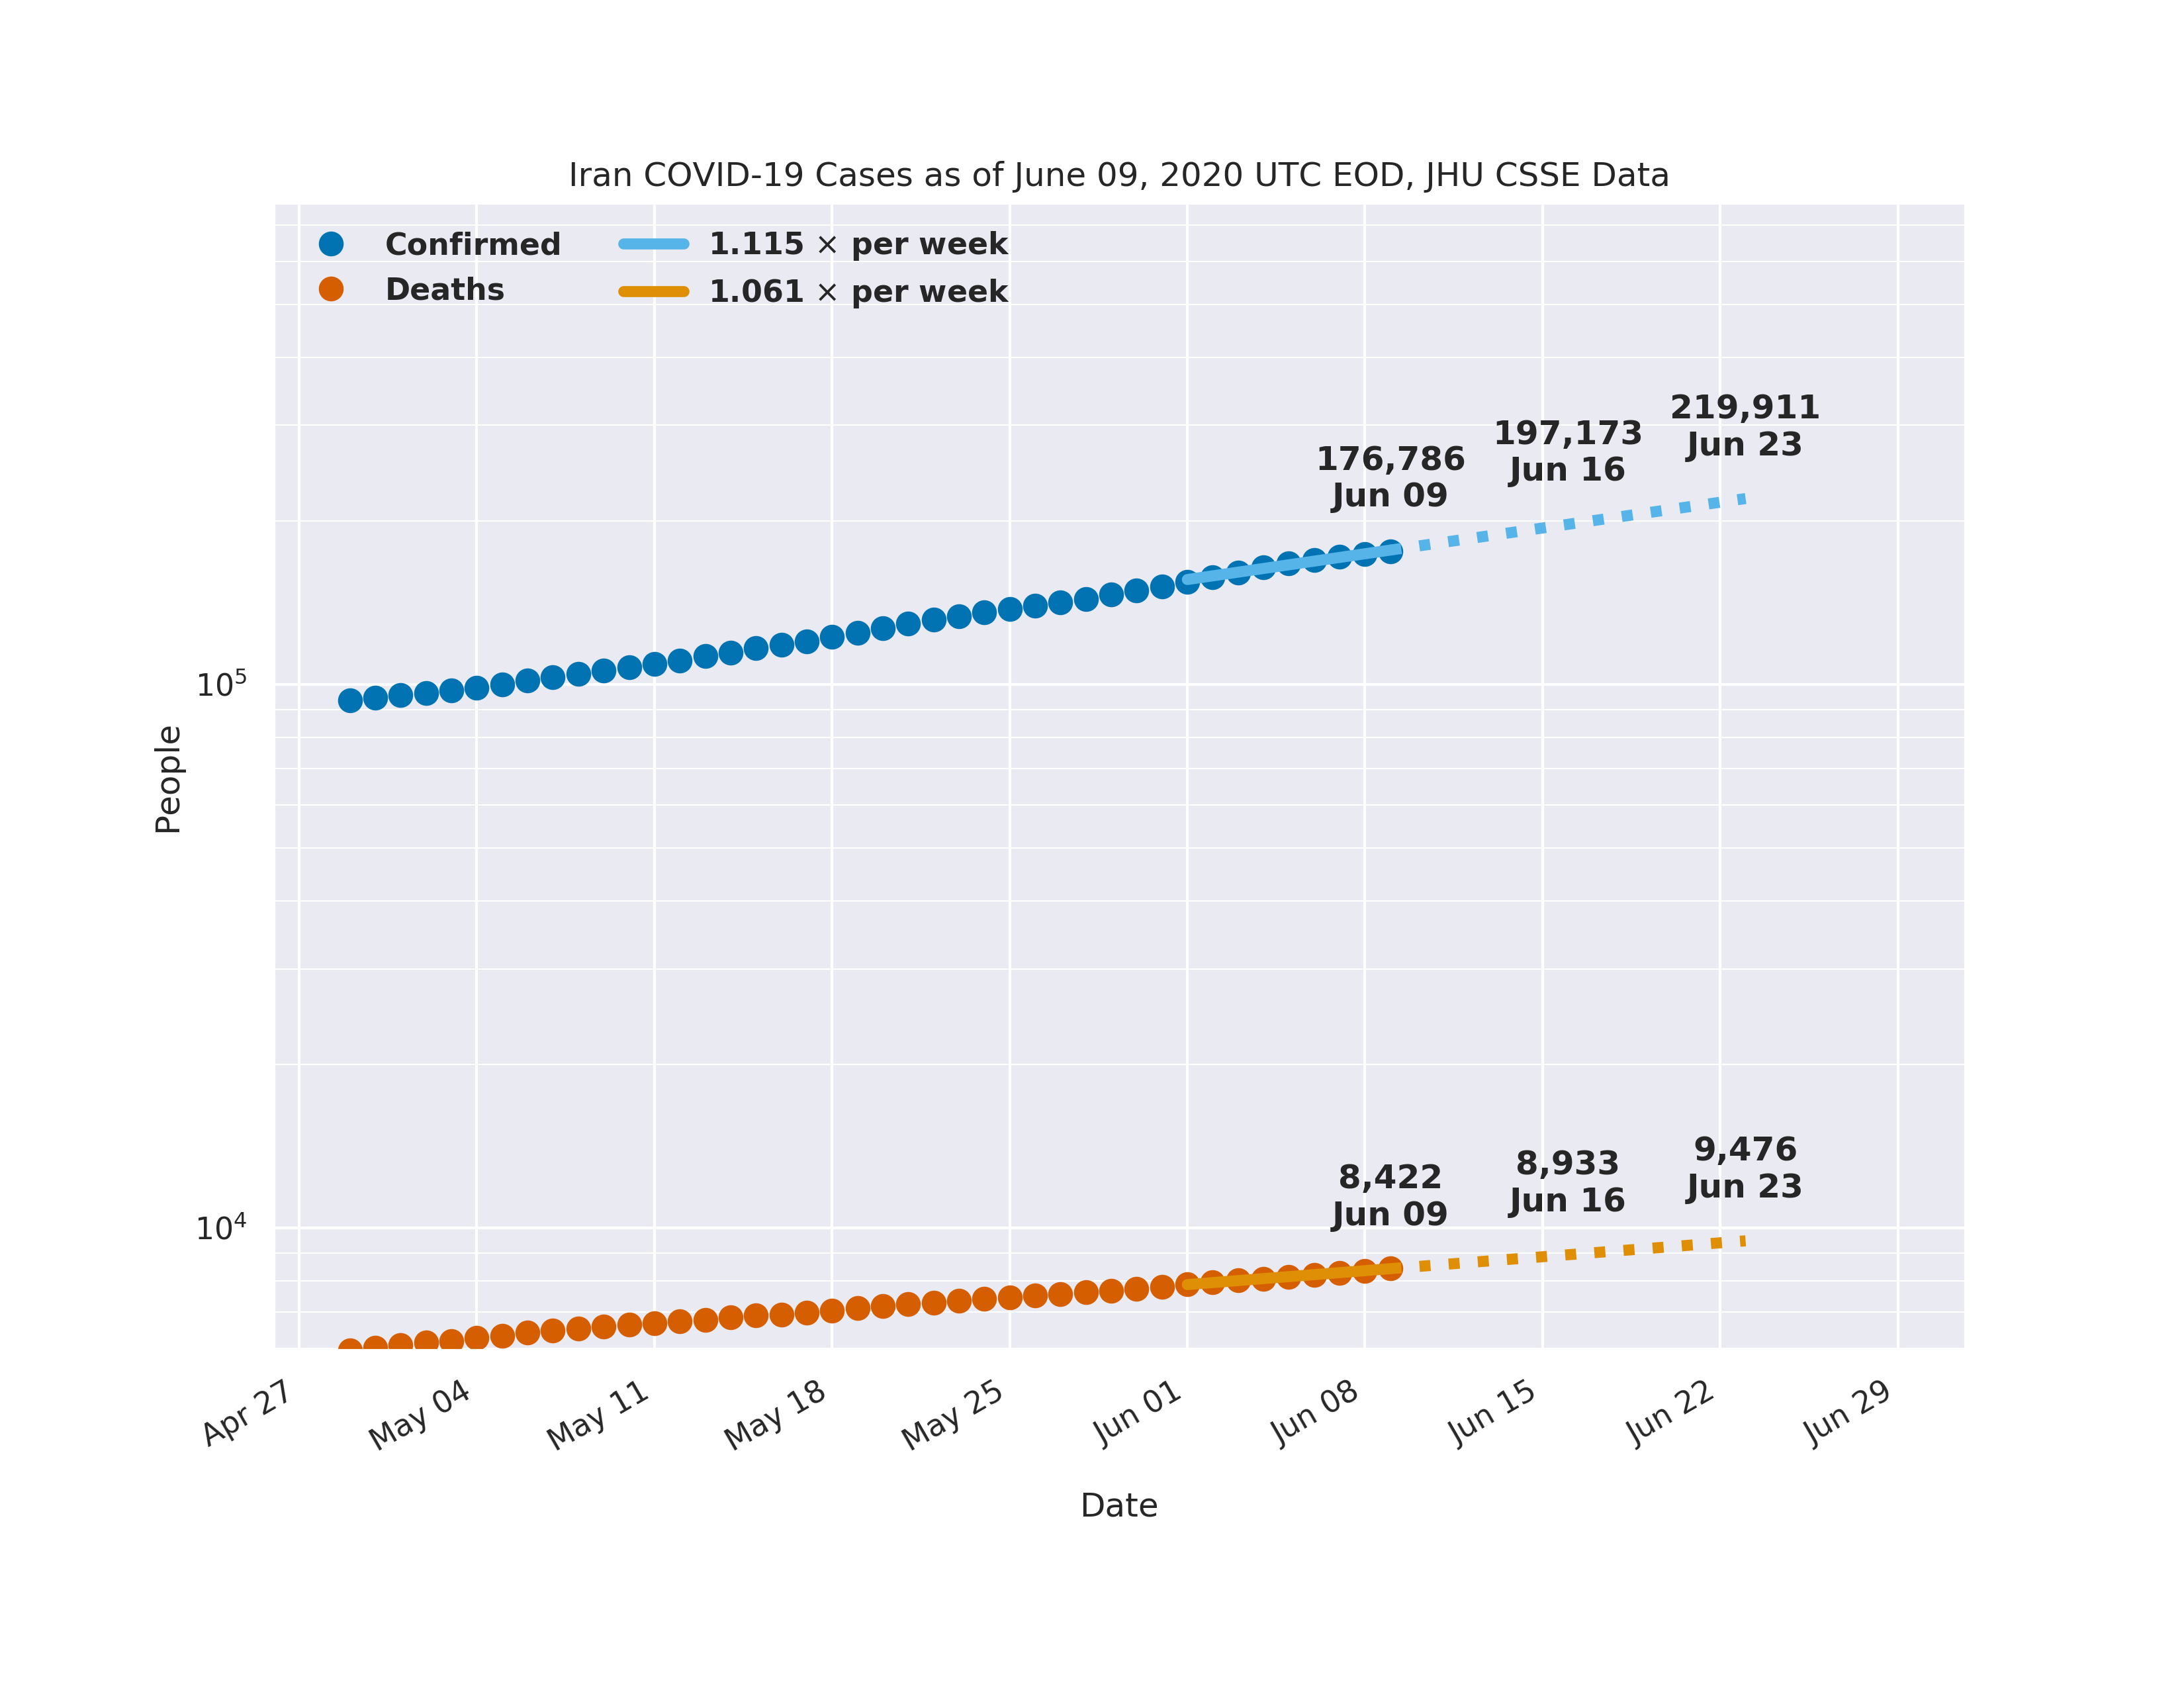 Iran COVID-19 Cases as of June 09, 2020 UTC EOD, JHU CSSE Data
Confirmed
Deaths
1.115 × per week
1.061 × per week
219,911
Jun 23
197,173
Jun 16
176,786
Jun 09
10⁵
People
9,476
Jun 23
8,933
Jun 16
8,422
Jun 09
10⁴
Apr 27
May 04
May 11
May 18
May 25
Jun 01
Jun 08
Jun 15
Jun 22
Jun 29
Date